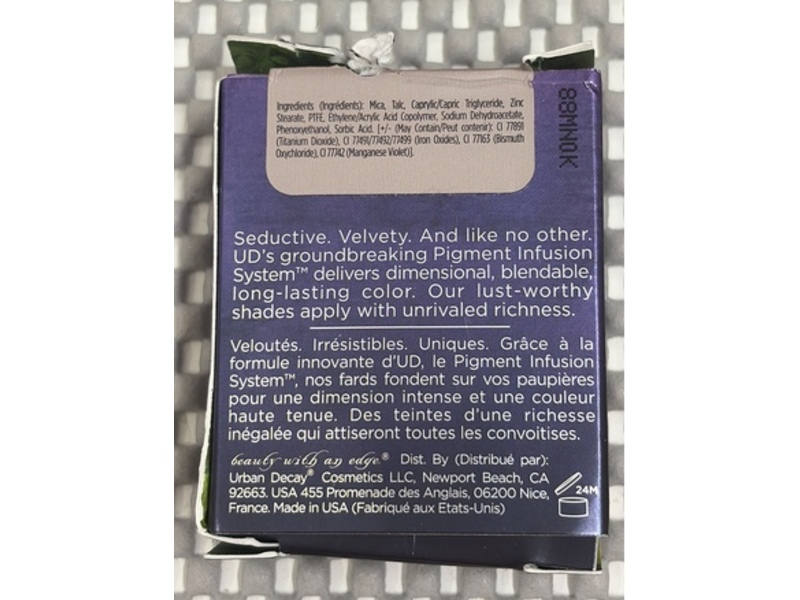 Ingredients (Ingrédients): Mica, Talc, Caprylic/Capric Triglyceride, Zinc
Stearate, PTFE, Ethylene/Acrylic Acid Copolymer, Sodium Dehydroacetate,
Phenoxyethanol, Sorbic Acid. [+/- (May Contain/Peut contenir): CI 77891
(Titanium Dioxide), CI 77491/77492/77499 (Iron Oxides), CI 77163 (Bismuth
Oxychloride), CI 77742 (Manganese Violet)].
88MN0K
Seductive. Velvety. And like no other.
UD's groundbreaking Pigment Infusion
System™ delivers dimensional, blendable,
long-lasting color. Our lust-worthy
shades apply with unrivaled richness.
Veloutés. Irrésistibles. Uniques. Grâce à la
formule innovante d'UD, le Pigment Infusion
System™, nos fards fondent sur vos paupières
pour une dimension intense et une couleur
haute tenue. Des teintes d'une richesse
inégalée qui attiseront toutes les convoitises.
beauty with an edge® Dist. By (Distribué par):
Urban Decay® Cosmetics LLC, Newport Beach, CA
92663. USA 455 Promenade des Anglais, 06200 Nice,
France. Made in USA (Fabriqué aux Etats-Unis)
24M